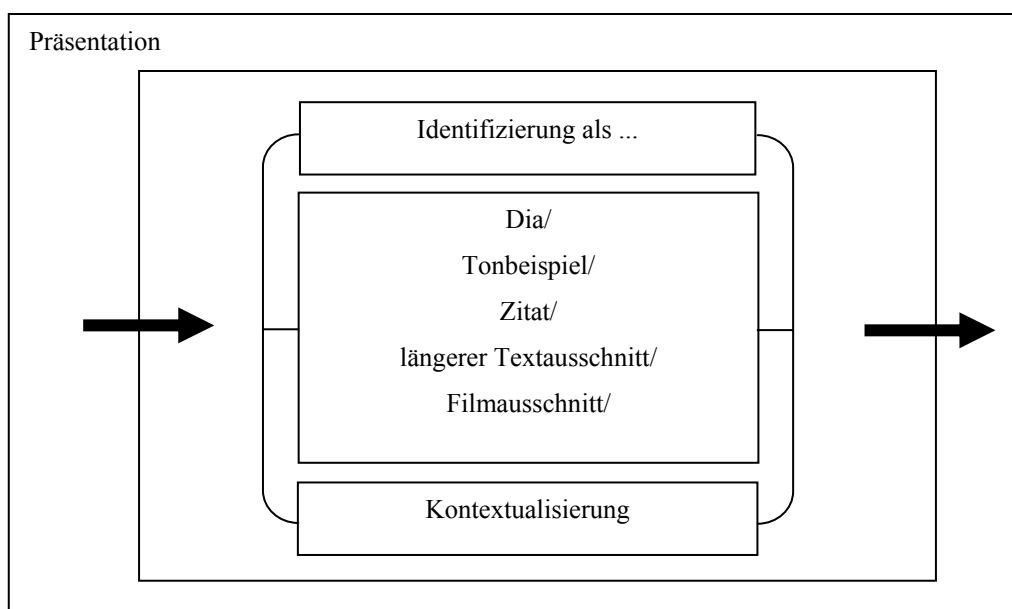 Präsentation
Identifizierung als ...
Dia/
Tonbeispiel/
Zitat/
längerer Textausschnitt/
Filmausschnitt/
Kontextualisierung